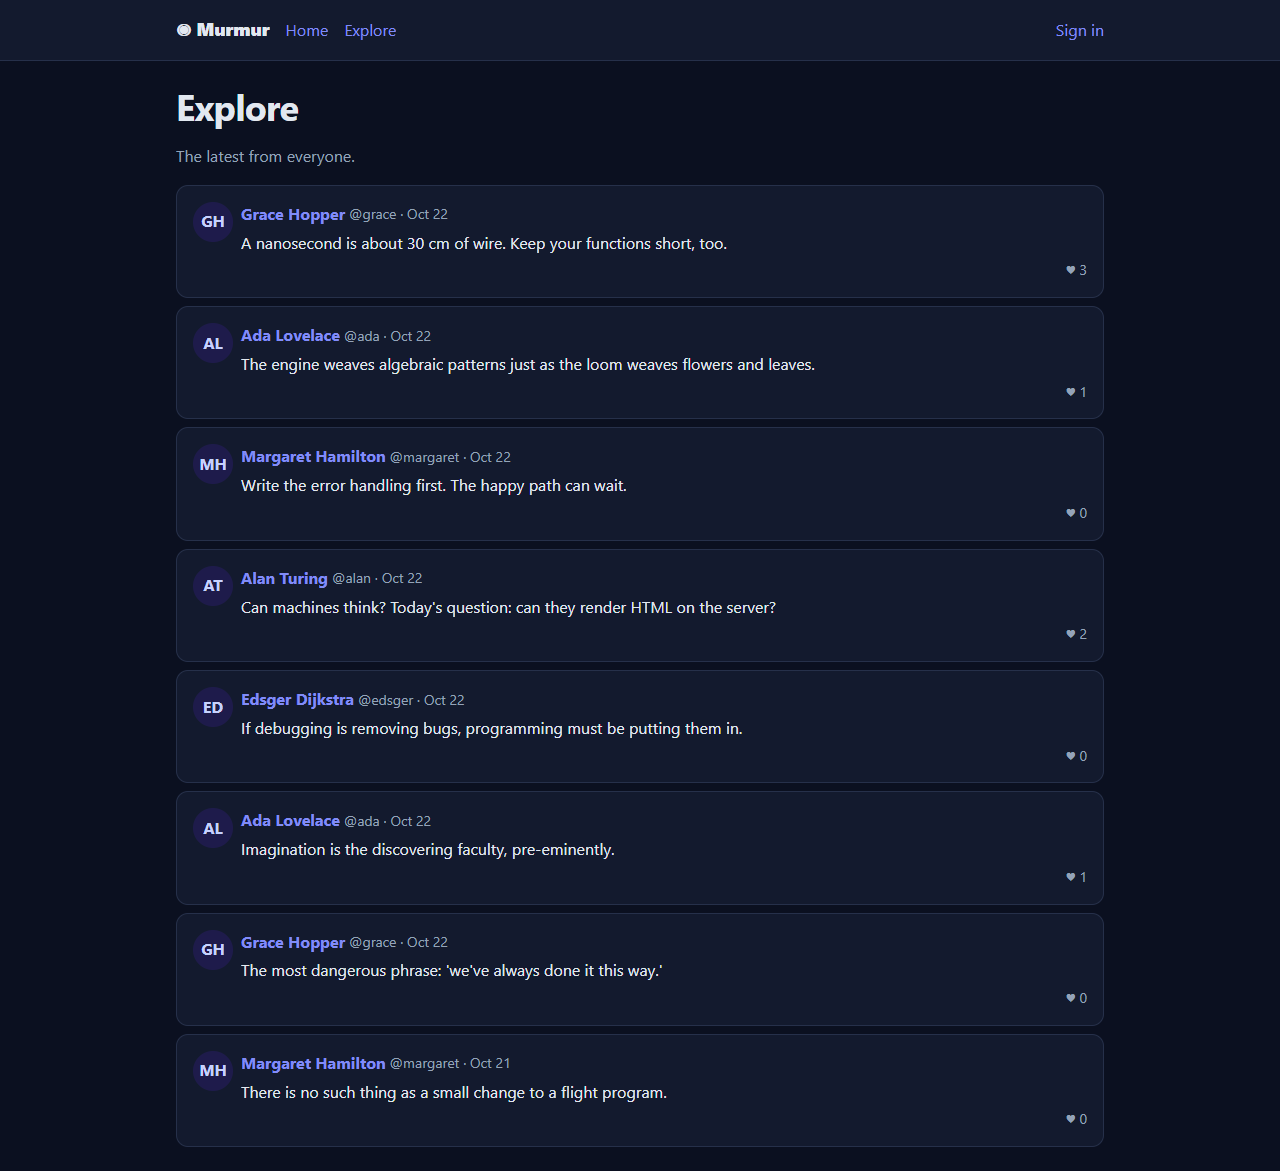 ◉ Murmur Home Explore Sign in
Explore
The latest from everyone.
GH Grace Hopper @grace · Oct 22
A nanosecond is about 30 cm of wire. Keep your functions short, too.
♥ 3
AL Ada Lovelace @ada · Oct 22
The engine weaves algebraic patterns just as the loom weaves flowers and leaves.
♥ 1
MH Margaret Hamilton @margaret · Oct 22
Write the error handling first. The happy path can wait.
♥ 0
AT Alan Turing @alan · Oct 22
Can machines think? Today's question: can they render HTML on the server?
♥ 2
ED Edsger Dijkstra @edsger · Oct 22
If debugging is removing bugs, programming must be putting them in.
♥ 0
AL Ada Lovelace @ada · Oct 22
Imagination is the discovering faculty, pre-eminently.
♥ 1
GH Grace Hopper @grace · Oct 22
The most dangerous phrase: 'we've always done it this way.'
♥ 0
MH Margaret Hamilton @margaret · Oct 21
There is no such thing as a small change to a flight program.
♥ 0